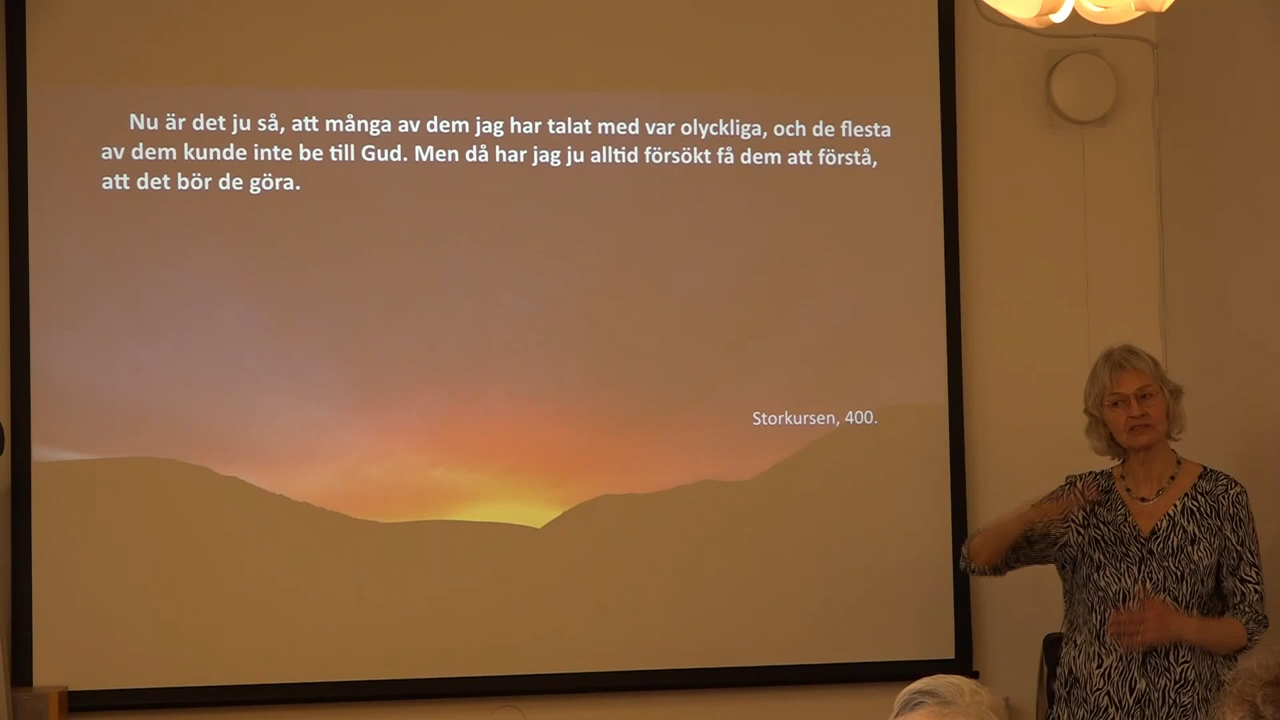 Nu är det ju så, att många av dem jag har talat med var olyckliga, och de flesta
av dem kunde inte be till Gud. Men då har jag ju alltid försökt få dem att förstå,
att det bör de göra.
Storkursen, 400.